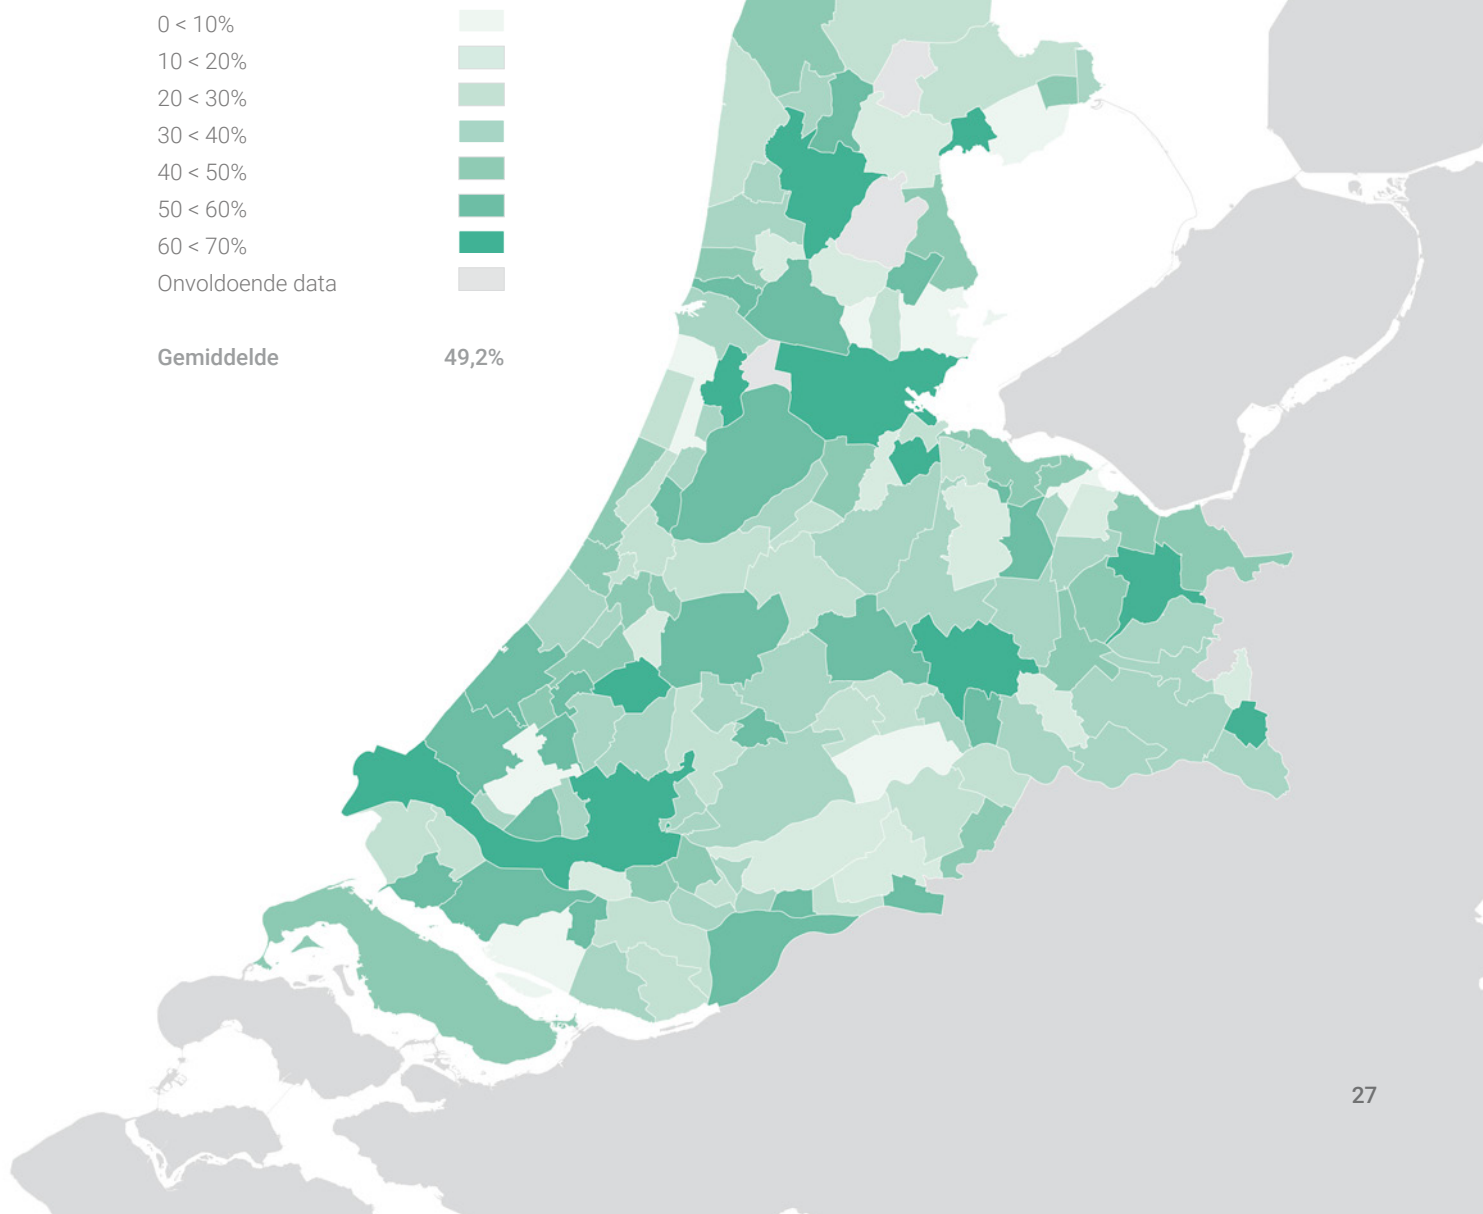 0 < 10%
10 < 20%
20 < 30%
30 < 40%
40 < 50%
50 < 60%
60 < 70%
Onvoldoende data
Gemiddelde 49,2%
27